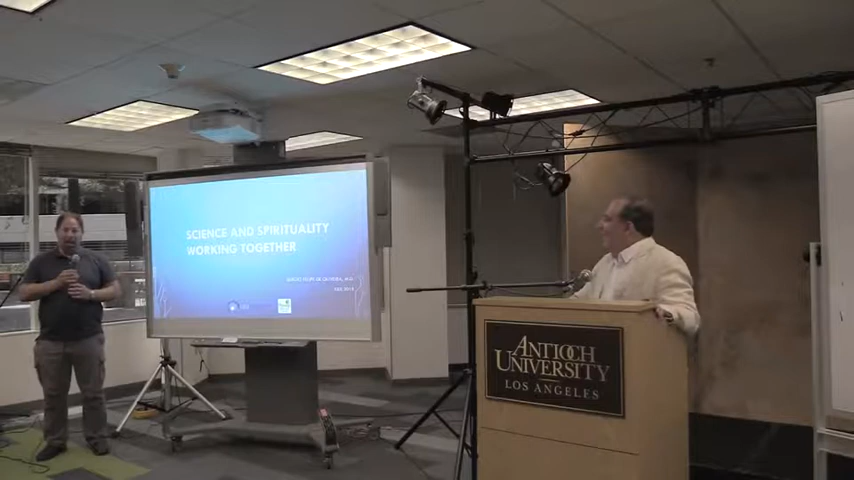 SCIENCE AND SPIRITUALITY
WORKING TOGETHER
ANTIOCH
UNIVERSITY
LOS ANGELES